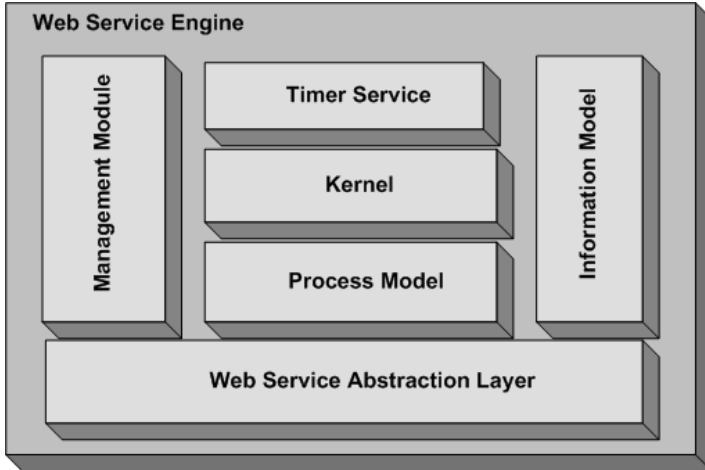 Web Service Engine
Management Module
Timer Service
Kernel
Process Model
Information Model
Web Service Abstraction Layer